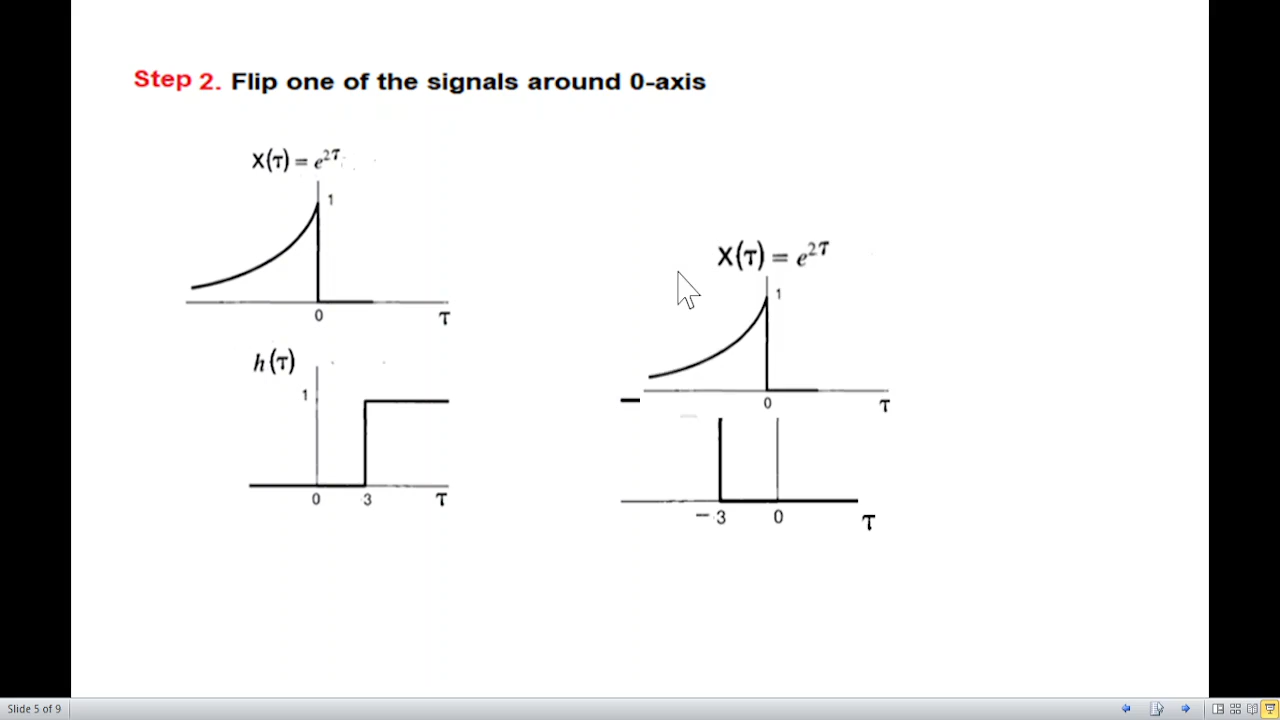 Step 2. Flip one of the signals around 0-axis
X(τ) = e^{2τ}
1
0 τ
h(τ)
1
0 3 τ
X(τ) = e^{2τ}
1
0 τ
-3 0 τ
Slide 5 of 9